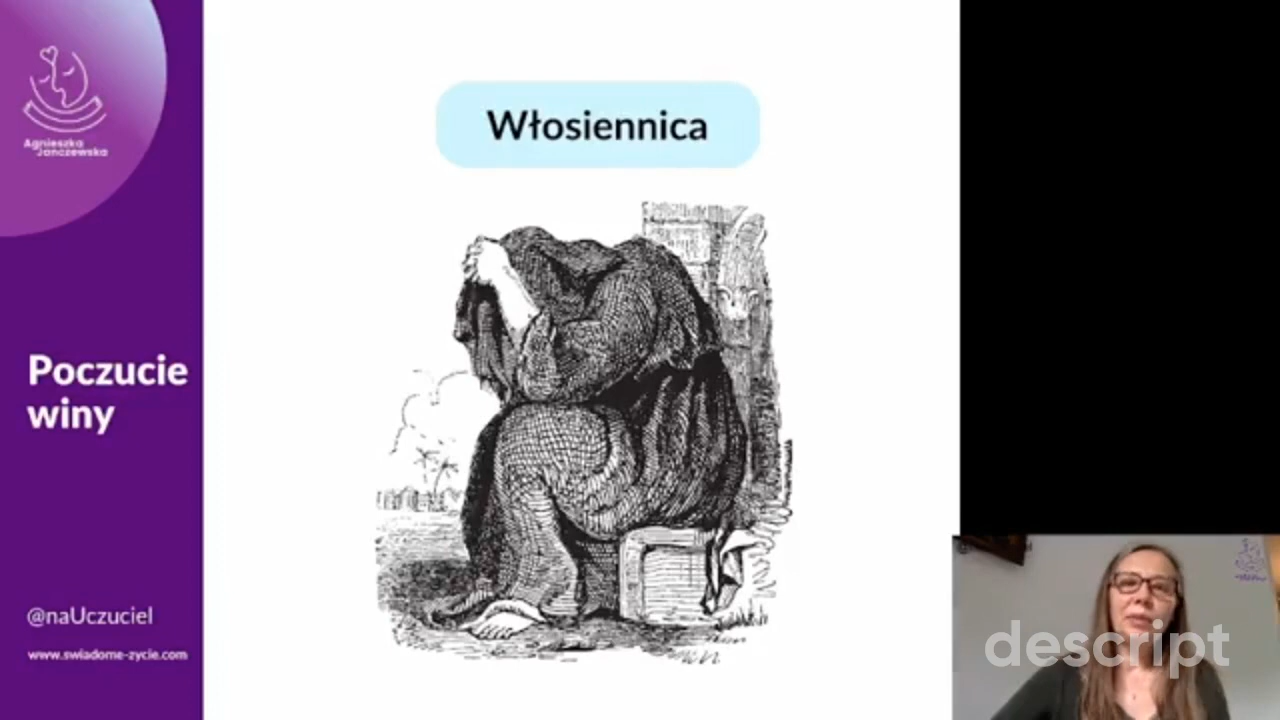 Agnieszka
Janczewska
Włosiennica
Poczucie
winy
@naUczuciel
www.swiadome-zycie.com
descript